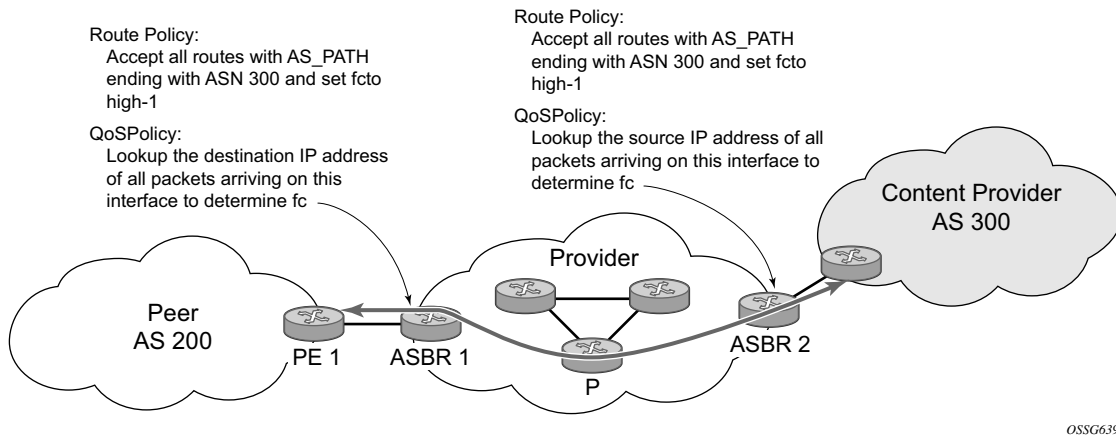 Route Policy:
Accept all routes with AS_PATH
ending with ASN 300 and set fcto
high-1
QoSPolicy:
Lookup the destination IP address
of all packets arriving on this
interface to determine fc
Route Policy:
Accept all routes with AS_PATH
ending with ASN 300 and set fcto
high-1
QoSPolicy:
Lookup the source IP address of all
packets arriving on this interface to
determine fc
Content Provider
AS 300
Provider
Peer
AS 200
PE 1
ASBR 1
P
ASBR 2
OSSG639